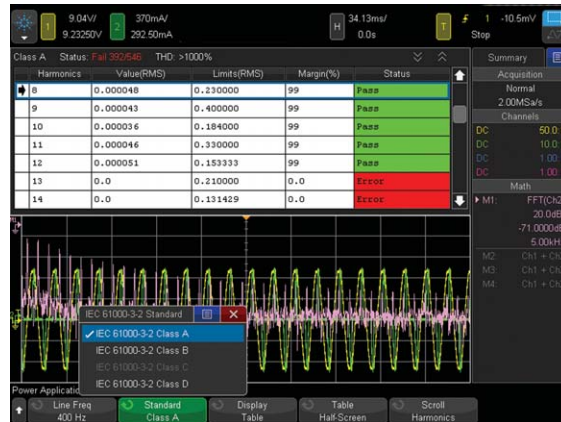 1 9.04V/ 9.23250V 2 370mA/ 292.50mA H 34.13ms/ 0.0s T 1 -10.5mV Stop
Class A Status: Fail 392/546 THD: >1000%
Harmonics Value(RMS) Limits(RMS) Margin(%) Status
8 0.000048 0.230000 99 Pass
9 0.000043 0.400000 99 Pass
10 0.000036 0.184000 99 Pass
11 0.000046 0.330000 99 Pass
12 0.000051 0.153333 99 Pass
13 0.0 0.210000 0.0 Error
14 0.0 0.131429 0.0 Error
Summary
Acquisition
Normal
2.00MSa/s
Channels
DC 50.0:
DC 10.0:
DC 1.00:
DC 1.00:
Math
M1: FFT(Ch2
20.0dB
-71.0000dB
5.00kH
M2: Ch1 + Ch
M3: Ch1 + Ch
M4: Ch1 + Ch
M1
IEC 61000-3-2 Standard
IEC 61000-3-2 Class A
IEC 61000-3-2 Class B
IEC 61000-3-2 Class C
IEC 61000-3-2 Class D
Power Applicatio
Line Freq
400 Hz
Standard
Class A
Display
Table
Table
Half-Screen
Scroll
Harmonics